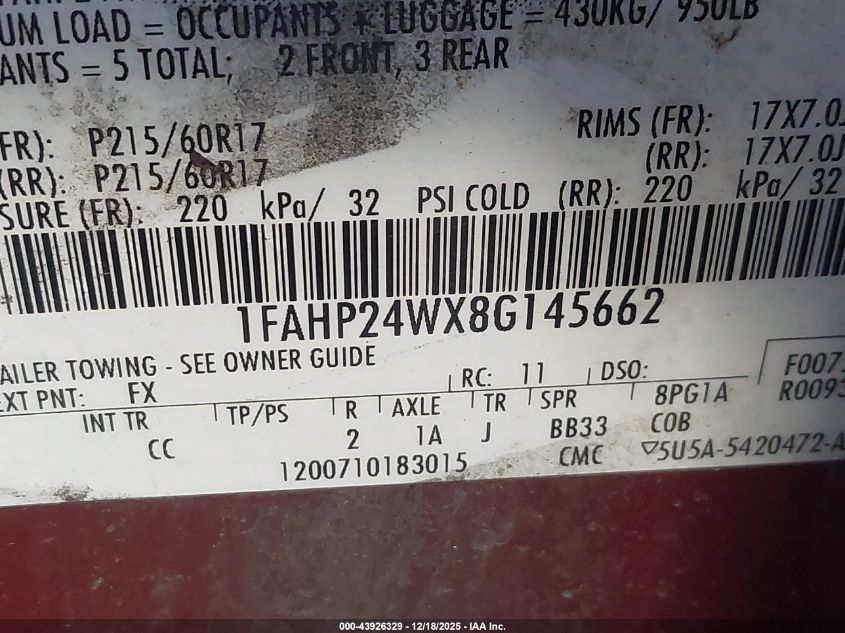 UM LOAD = OCCUPANTS + LUGGAGE = 430KG/ 950LB
ANTS = 5 TOTAL; 2 FRONT, 3 REAR
FR): P215/60R17 RIMS (FR): 17X7.0J
(RR): P215/60R17 (RR): 17X7.0J
SURE (FR): 220 kPa/ 32 PSI COLD (RR): 220 kPa/ 32
1FAHP24WX8G145662
AILER TOWING - SEE OWNER GUIDE
EXT PNT: FX RC: 11 DSO: F007
INT TR TP/PS R AXLE TR SPR 8PG1A R0093
CC 2 1A J BB33 COB
1200710183015 CMC ▽5U5A-5420472-A
000-43926329 - 12/18/2025 - IAA Inc.